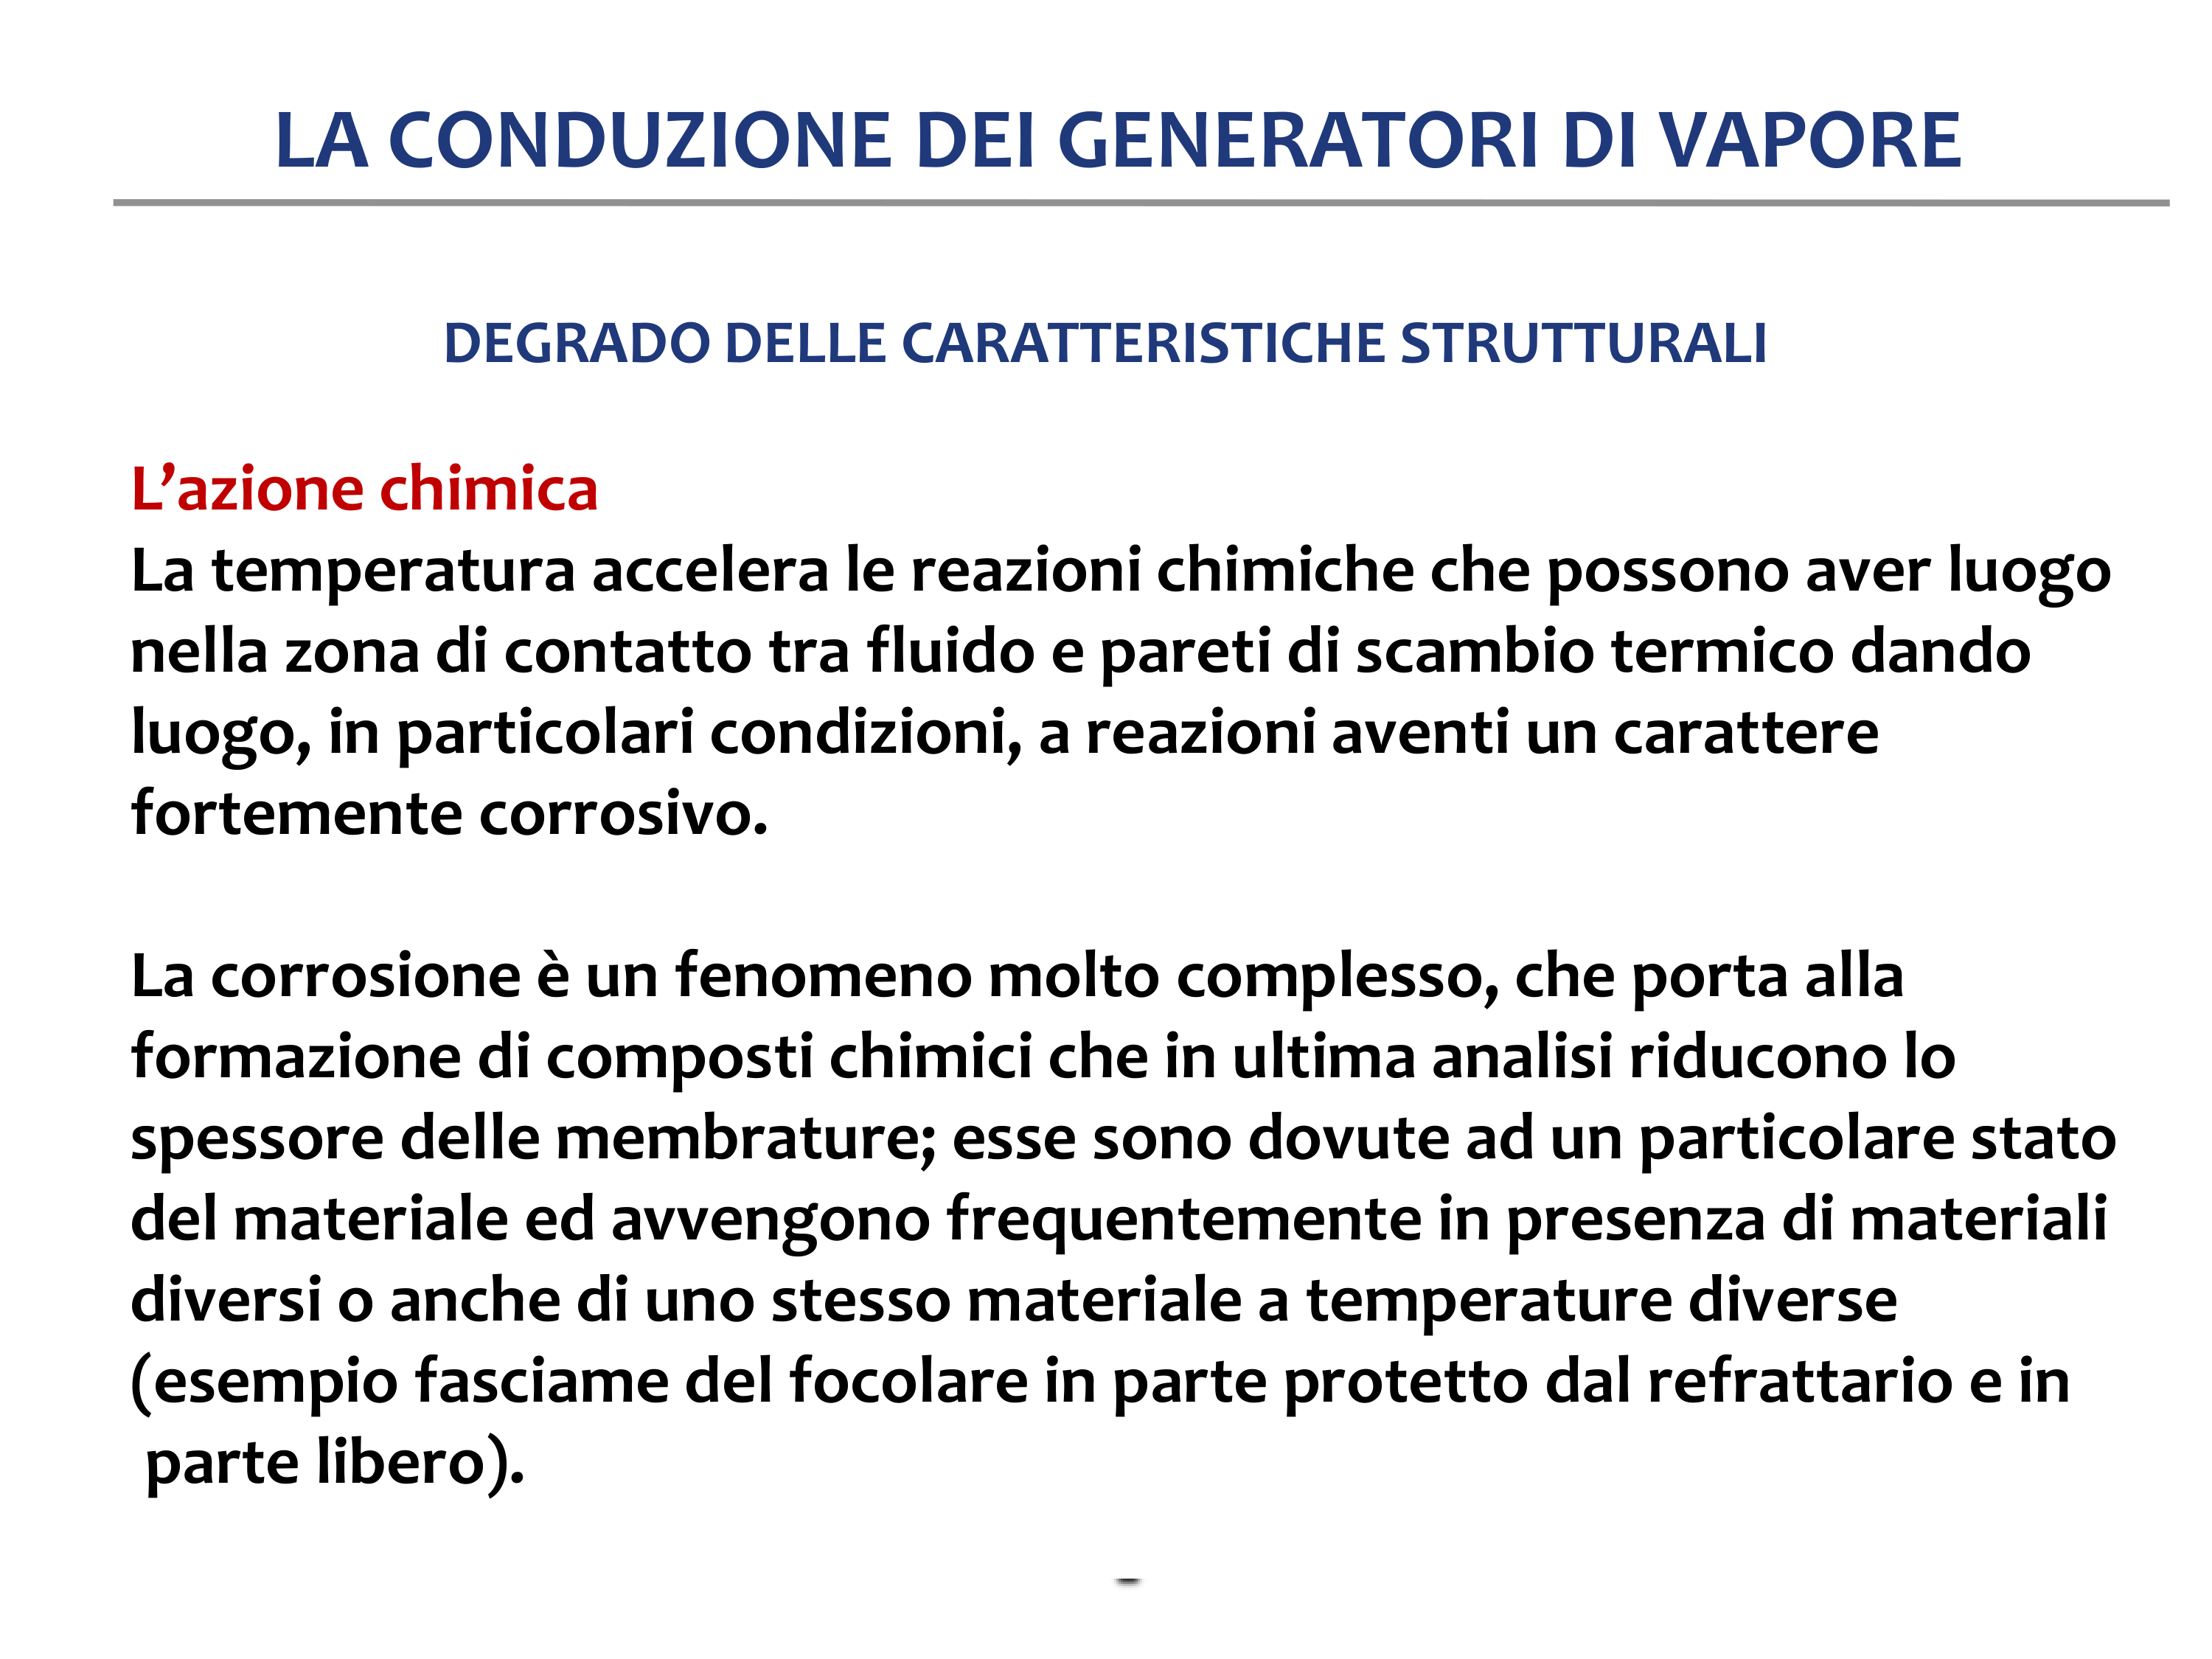 LA CONDUZIONE DEI GENERATORI DI VAPORE
DEGRADO DELLE CARATTERISTICHE STRUTTURALI
L’azione chimica
La temperatura accelera le reazioni chimiche che possono aver luogo
nella zona di contatto tra fluido e pareti di scambio termico dando
luogo, in particolari condizioni, a reazioni aventi un carattere
fortemente corrosivo.
La corrosione è un fenomeno molto complesso, che porta alla
formazione di composti chimici che in ultima analisi riducono lo
spessore delle membrature; esse sono dovute ad un particolare stato
del materiale ed avvengono frequentemente in presenza di materiali
diversi o anche di uno stesso materiale a temperature diverse
(esempio fasciame del focolare in parte protetto dal refrattario e in
parte libero).